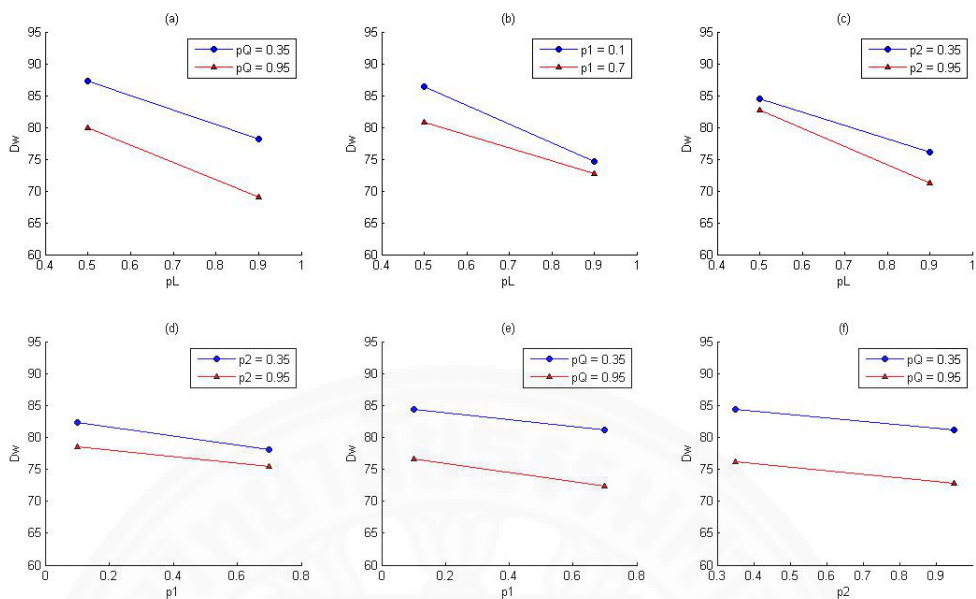 (a)
95
90
85
80
75
70
65
60
Dw
0.4 0.5 0.6 0.7 0.8 0.9 1
pL
pQ = 0.35
pQ = 0.95
(b)
95
90
85
80
75
70
65
60
Dw
0.4 0.5 0.6 0.7 0.8 0.9 1
pL
p1 = 0.1
p1 = 0.7
(c)
95
90
85
80
75
70
65
60
Dw
0.4 0.5 0.6 0.7 0.8 0.9 1
pL
p2 = 0.35
p2 = 0.95
(d)
95
90
85
80
75
70
65
60
Dw
0 0.2 0.4 0.6 0.8
p1
p2 = 0.35
p2 = 0.95
(e)
95
90
85
80
75
70
65
60
Dw
0 0.2 0.4 0.6 0.8
p1
pQ = 0.35
pQ = 0.95
(f)
95
90
85
80
75
70
65
60
Dw
0.3 0.4 0.5 0.6 0.7 0.8 0.9
p2
pQ = 0.35
pQ = 0.95